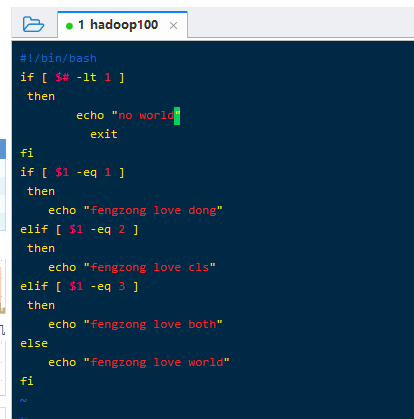 1 hadoop100 ×
#!/bin/bash
if [ $# -lt 1 ]
 then
        echo "no world"
          exit
fi
if [ $1 -eq 1 ]
 then
    echo "fengzong love dong"
elif [ $1 -eq 2 ]
 then
    echo "fengzong love cls"
elif [ $1 -eq 3 ]
 then
    echo "fengzong love both"
else
    echo "fengzong love world"
fi
~
~